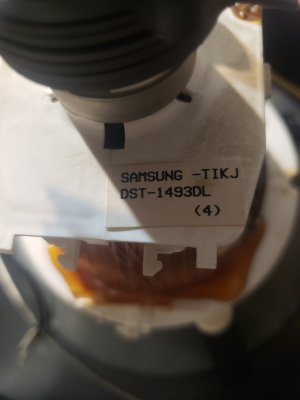 SAMSUNG -TIKJ
DST-1493DL
(4)